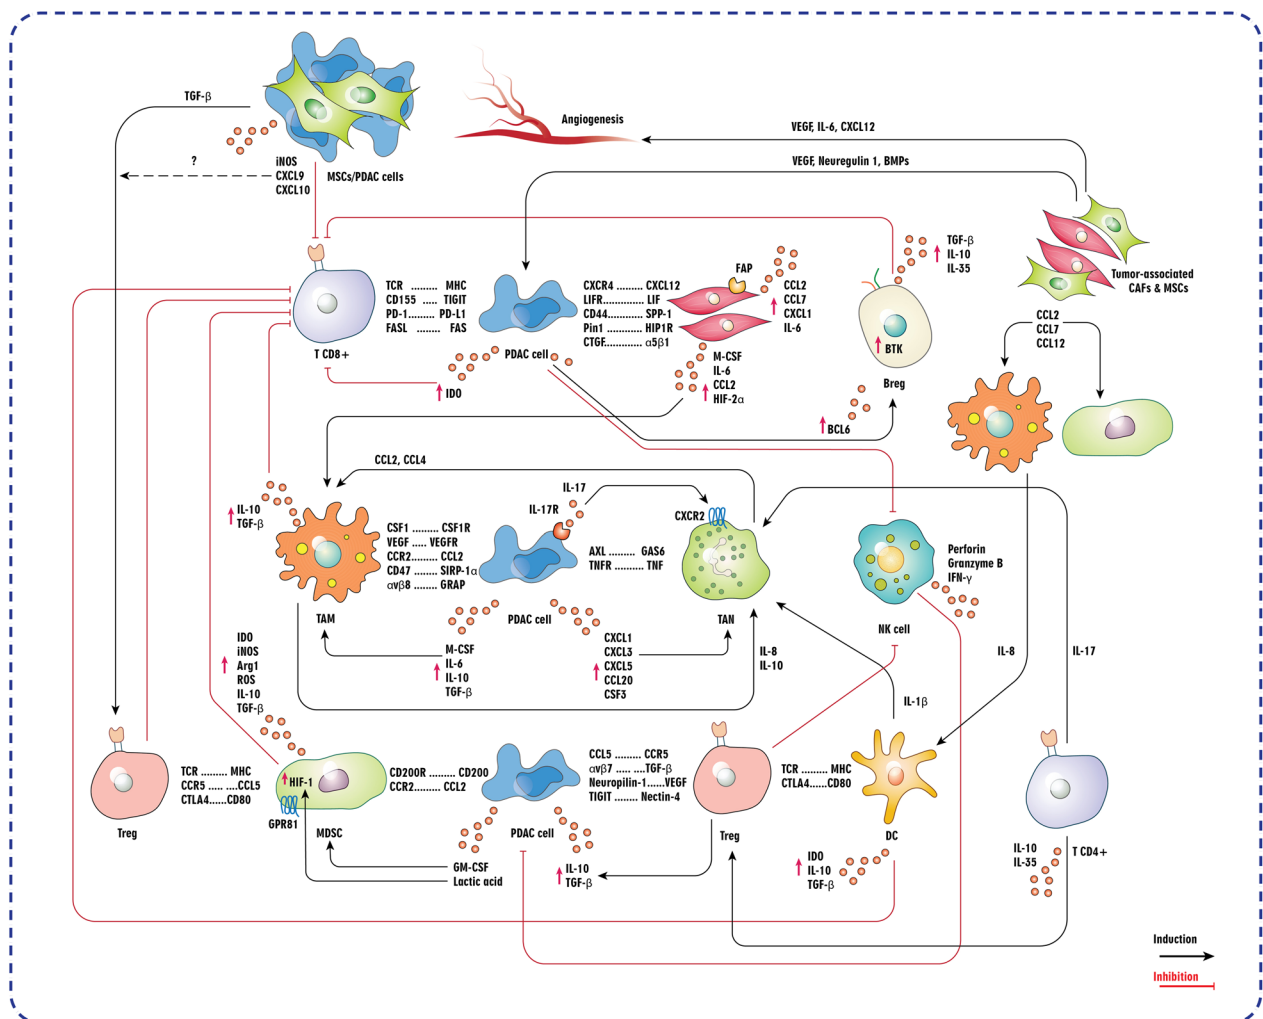 TGF-β
?
iNOS
CXCL9
CXCL10
MSCs/PDAC cells
Angiogenesis
VEGF, IL-6, CXCL12
VEGF, Neuregulin 1, BMPs
Tumor-associated
CAFs & MSCs
TGF-β
IL-10
IL-35
BTK
Breg
BCL6
TCR ......... MHC
CD155 ..... TIGIT
PD-1....... PD-L1
FASL ........ FAS
T CD8+
PDAC cell
IDO
CXCR4 ......... CXCL12
LIFR.............. LIF
CD44.......... SPP-1
Pin1 ............ HIP1R
CTGF............ α5β1
FAP
CCL2
CCL7
CXCL1
IL-6
M-CSF
IL-6
CCL2
HIF-2α
CCL2
CCL7
CCL12
CCL2, CCL4
IL-10
TGF-β
TAM
CSF1 ......... CSF1R
VEGF ..... VEGFR
CCR2......... CCL2
CD47 ........ SIRP-1α
αvβ8 ........ GRAP
IL-17
IL-17R
PDAC cell
CXCR2
AXL .......... GAS6
TNFR .......... TNF
TAN
Perforin
Granzyme B
IFN-γ
NK cell
M-CSF
IL-6
IL-10
TGF-β
CXCL1
CXCL3
CXCL5
CCL20
CSF3
IL-8
IL-10
IL-8
IL-17
IL-1β
IDO
iNOS
Arg1
ROS
IL-10
TGF-β
Treg
TCR ......... MHC
CCR5 ..... .....CCL5
CTLA4......CD80
HIF-1
GPR81
MDSC
CD200R ......... CD200
CCR2......... CCL2
PDAC cell
GM-CSF
Lactic acid
CCL5 ......... CCR5
αvβ7 ..... .....TGF-β
Neuropilin-1......VEGF
TIGIT ........ Nectin-4
IL-10
TGF-β
Treg
TCR ......... MHC
CTLA4......CD80
DC
IDO
IL-10
TGF-β
IL-10
IL-35
T CD4+
Induction
Inhibition